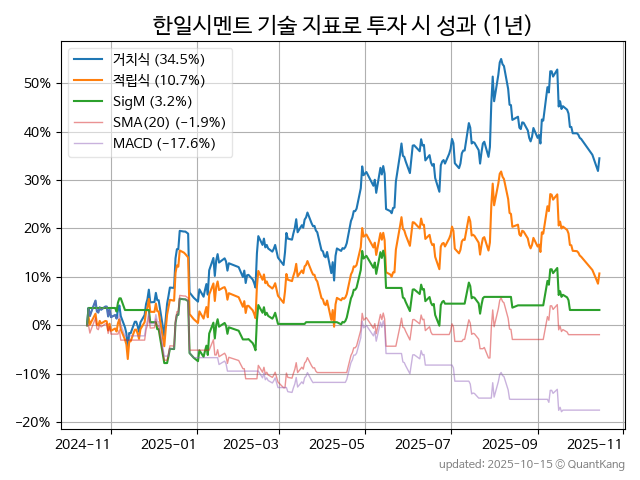 한일시멘트 기술 지표로 투자 시 성과 (1년)
거치식 (34.5%)
적립식 (10.7%)
SigM (3.2%)
SMA(20) (−1.9%)
MACD (−17.6%)
50%
40%
30%
20%
10%
0%
−10%
−20%
2024-11
2025-01
2025-03
2025-05
2025-07
2025-09
2025-11
updated: 2025-10-15 ⓒ QuantKang